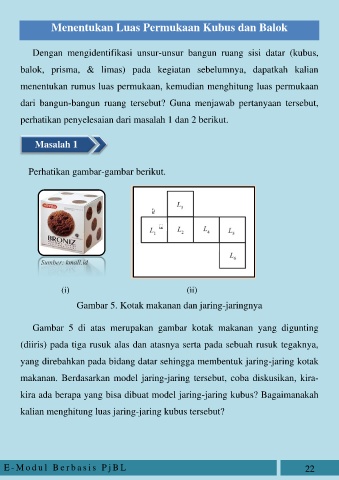 Menentukan Luas Permukaan Kubus dan Balok
Dengan mengidentifikasi unsur-unsur bangun ruang sisi datar (kubus,
balok, prisma, & limas) pada kegiatan sebelumnya, dapatkah kalian
menentukan rumus luas permukaan, kemudian menghitung luas permukaan
dari bangun-bangun ruang tersebut? Guna menjawab pertanyaan tersebut,
perhatikan penyelesaian dari masalah 1 dan 2 berikut.
Masalah 1
Perhatikan gambar-gambar berikut.
BRONIZ
Sumber: kmall.id
L3
L1 L2 L4 L5
L6
(i) (ii)
Gambar 5. Kotak makanan dan jaring-jaringnya
Gambar 5 di atas merupakan gambar kotak makanan yang digunting
(diiris) pada tiga rusuk alas dan atasnya serta pada sebuah rusuk tegaknya,
yang direbahkan pada bidang datar sehingga membentuk jaring-jaring kotak
makanan. Berdasarkan model jaring-jaring tersebut, coba diskusikan, kira-
kira ada berapa yang bisa dibuat model jaring-jaring kubus? Bagaimanakah
kalian menghitung luas jaring-jaring kubus tersebut?
E-Modul Berbasis PjBL 22